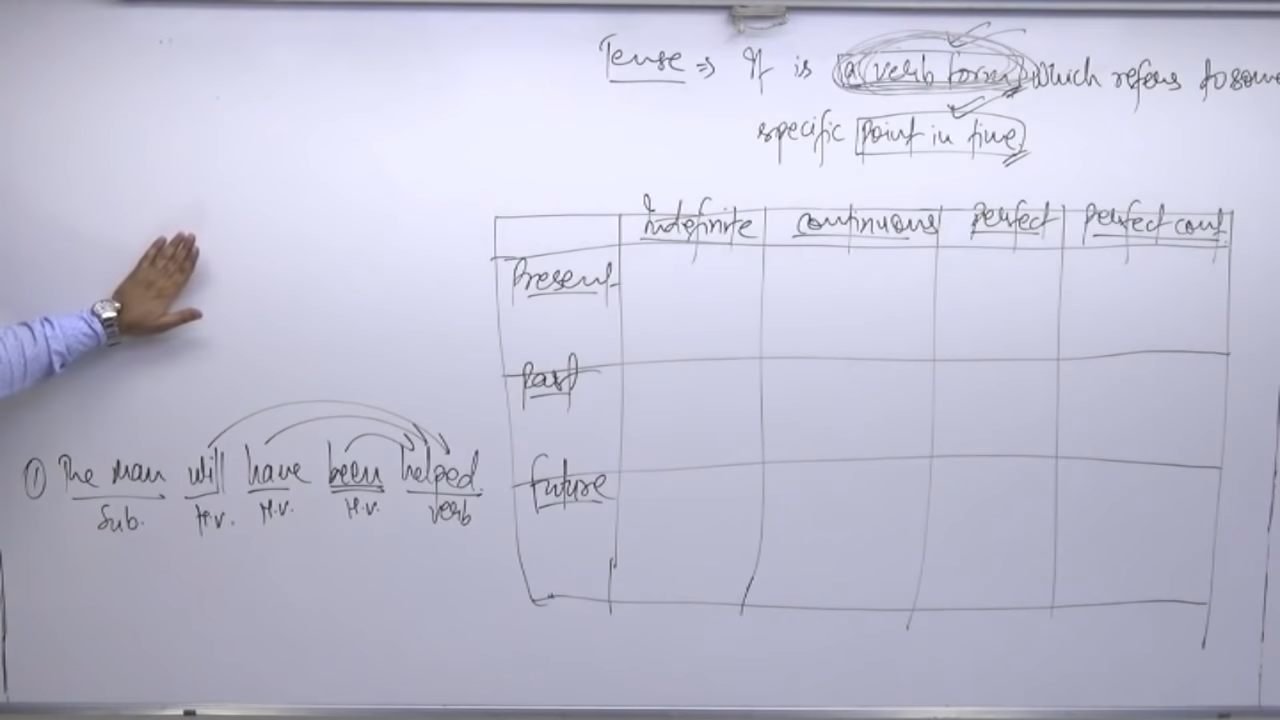 Tense ⇒ It is a verb form which refers to some
specific point in time
Indefinite continuous perfect perfect cont.
Present
Past
Future
① The man will have been helped.
Sub. H.v. H.v. H.v. verb